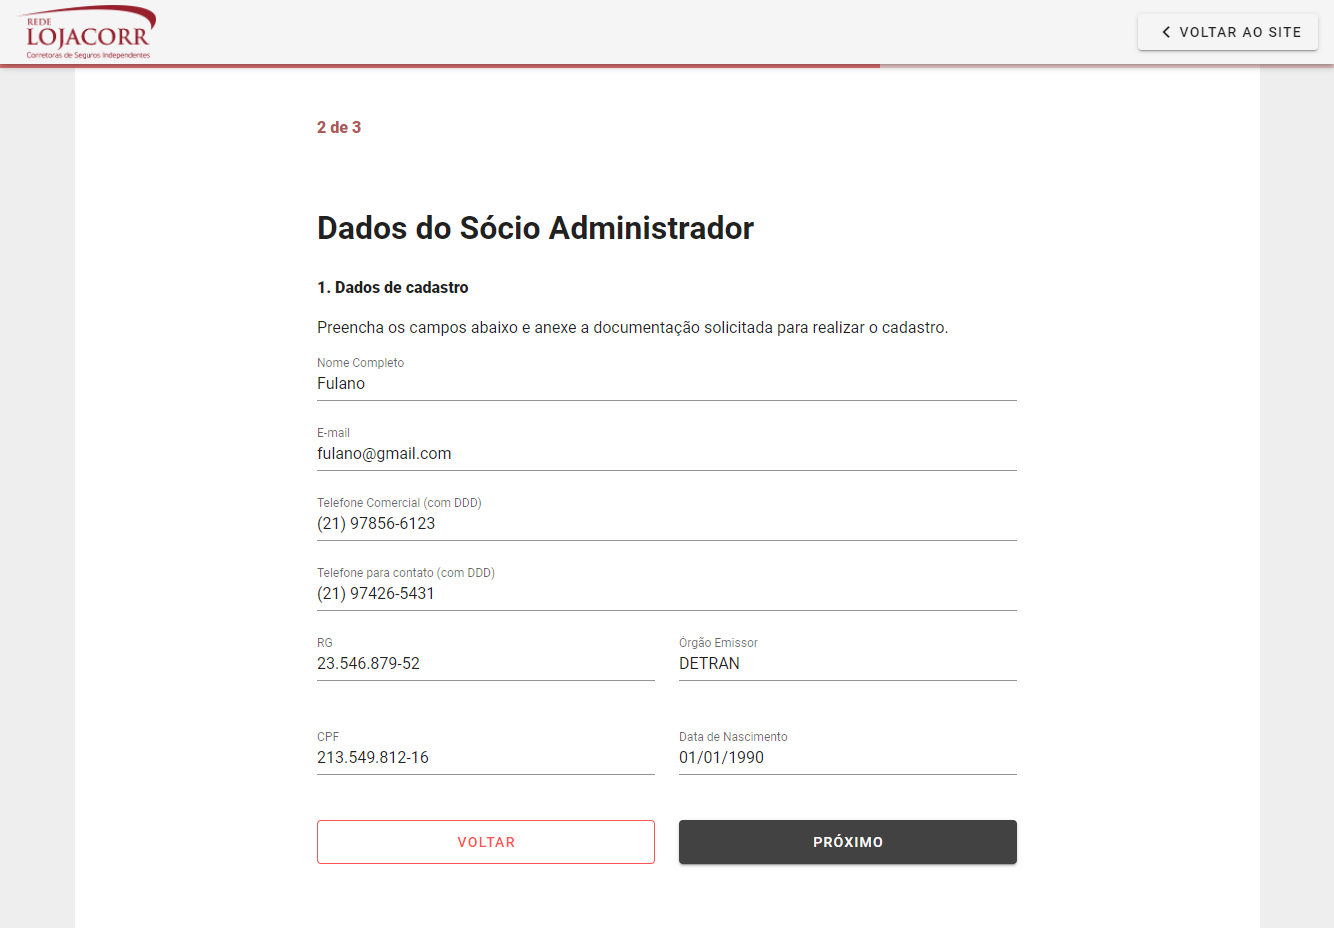 REDE
LOJACORR
Corretoras de Seguros Independentes
VOLTAR AO SITE
2 de 3
Dados do Sócio Administrador
1. Dados de cadastro
Preencha os campos abaixo e anexe a documentação solicitada para realizar o cadastro.
Nome Completo
Fulano
E-mail
fulano@gmail.com
Telefone Comercial (com DDD)
(21) 97856-6123
Telefone para contato (com DDD)
(21) 97426-5431
RG
23.546.879-52
Órgão Emissor
DETRAN
CPF
213.549.812-16
Data de Nascimento
01/01/1990
VOLTAR
PRÓXIMO